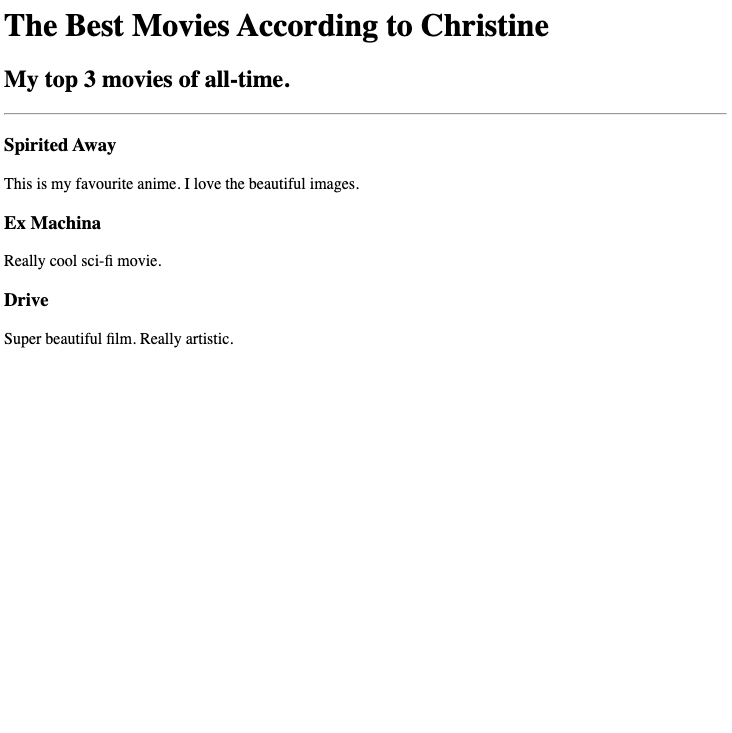 The Best Movies According to Christine
My top 3 movies of all-time.
Spirited Away
This is my favourite anime. I love the beautiful images.
Ex Machina
Really cool sci-fi movie.
Drive
Super beautiful film. Really artistic.